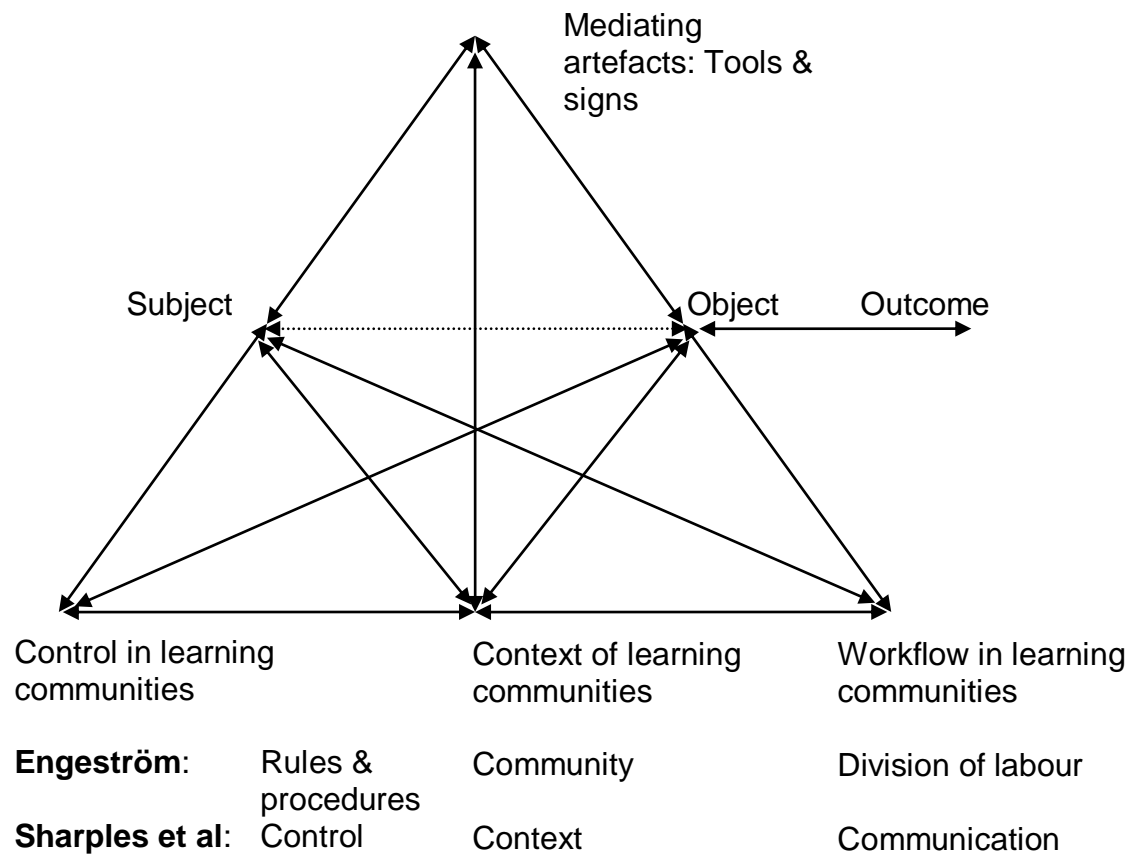 Mediating
artefacts: Tools &
signs
Subject
Object
Outcome
Control in learning
communities
Context of learning
communities
Workflow in learning
communities
Engeström: Rules &
procedures
Community
Division of labour
Sharples et al: Control
Context
Communication